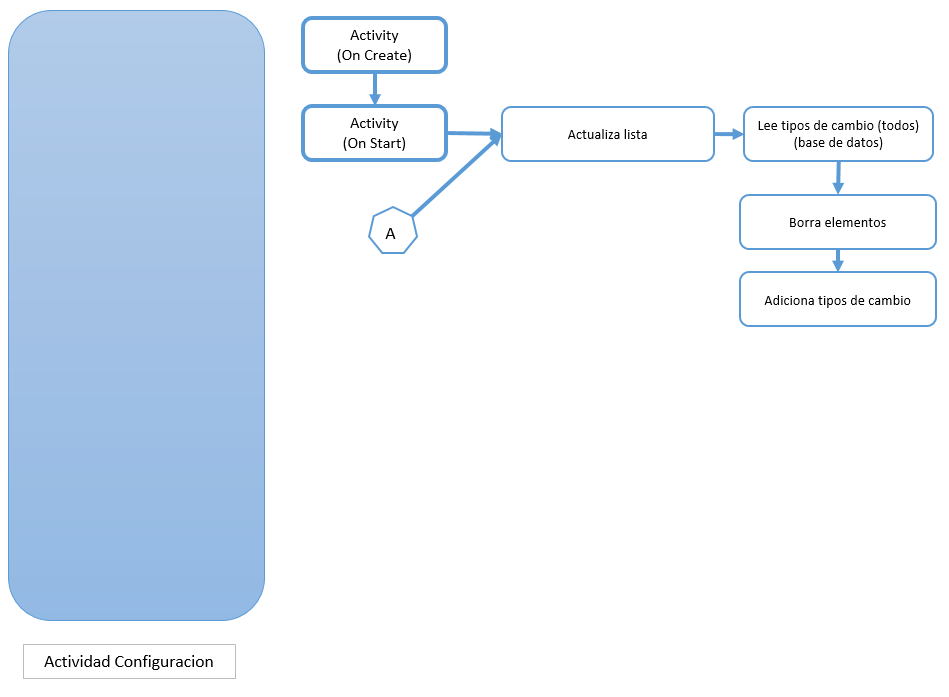 Activity
(On Create)
Activity
(On Start)
Actualiza lista
Lee tipos de cambio (todos)
(base de datos)
A
Borra elementos
Adiciona tipos de cambio
Actividad Configuracion